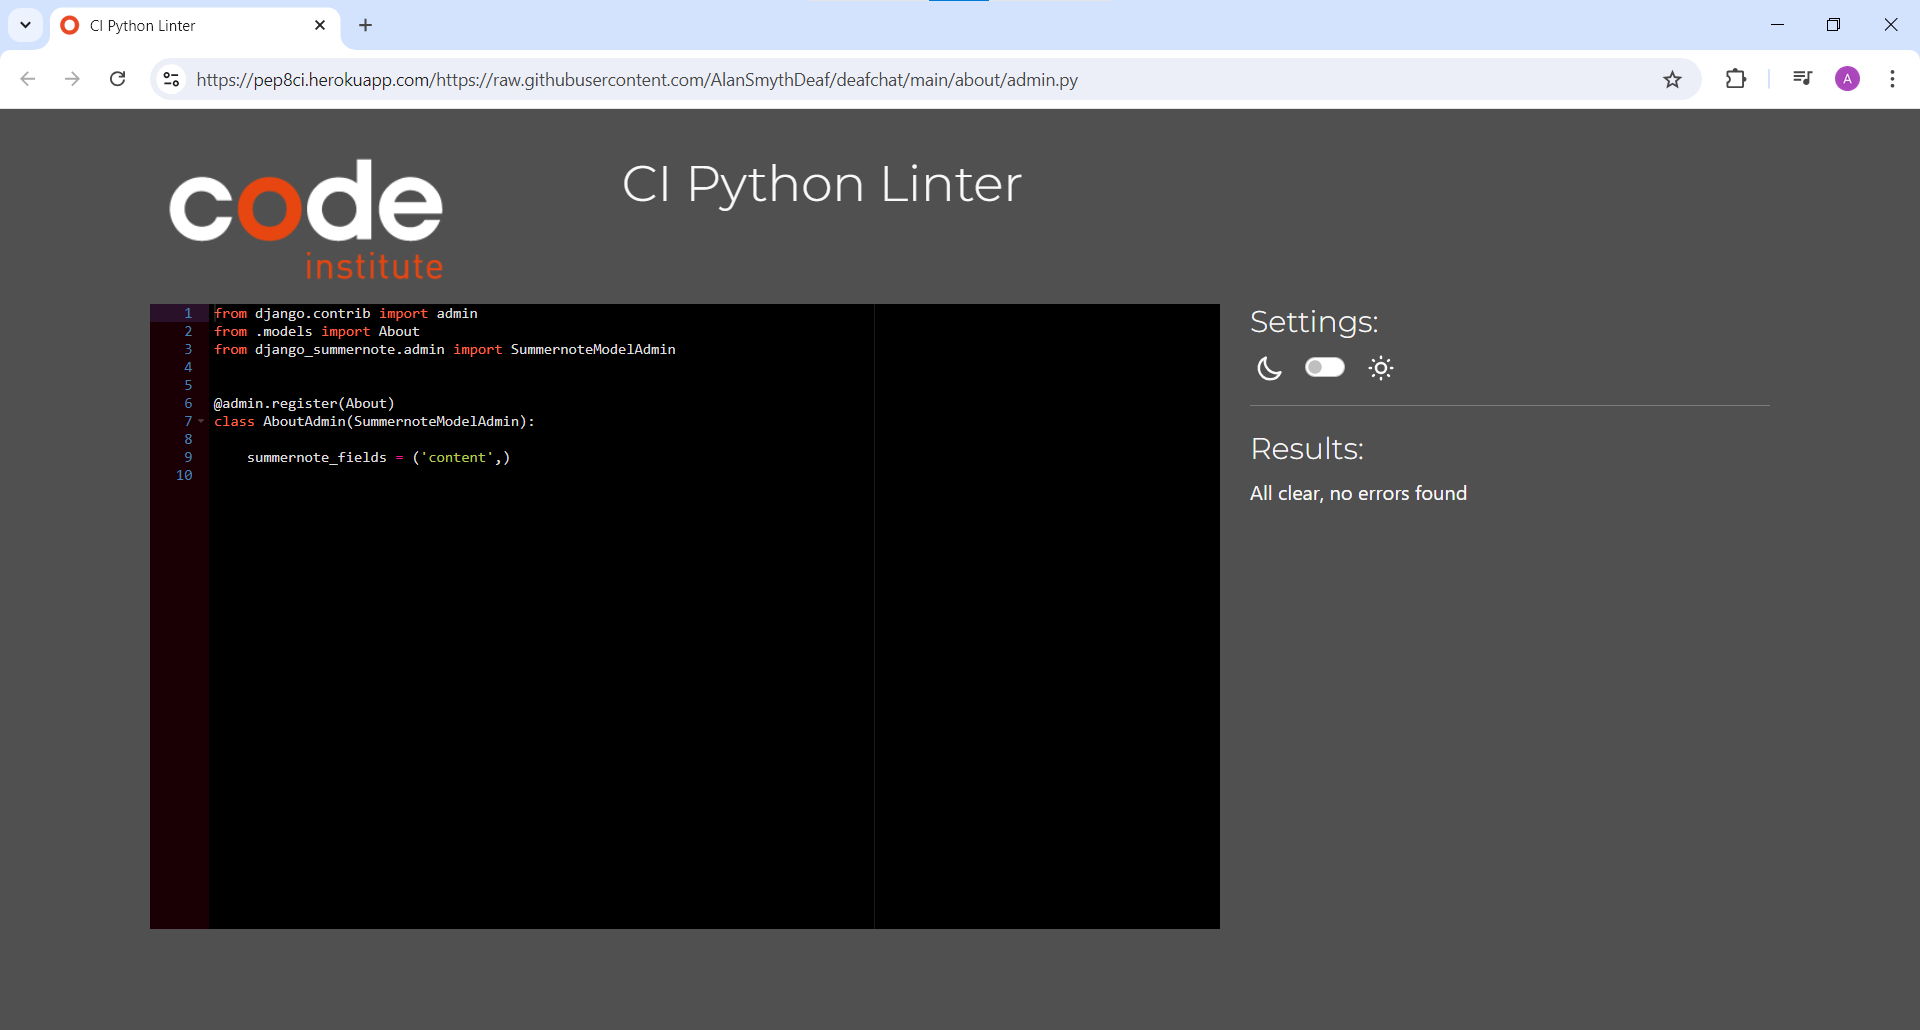 CI Python Linter
https://pep8ci.herokuapp.com/https://raw.githubusercontent.com/AlanSmythDeaf/deafchat/main/about/admin.py
A
code
institute
CI Python Linter
1 from django.contrib import admin
2 from .models import About
3 from django_summernote.admin import SummernoteModelAdmin
4
5
6 @admin.register(About)
7 class AboutAdmin(SummernoteModelAdmin):
8
9     summernote_fields = ('content',)
10
Settings:
Results:
All clear, no errors found